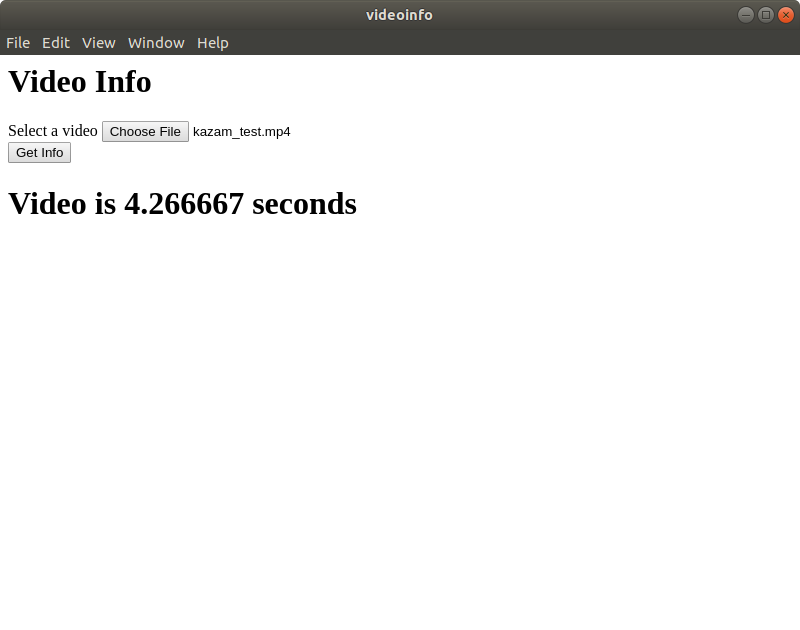 videoinfo
File Edit View Window Help
Video Info
Select a video Choose File kazam_test.mp4
Get Info
Video is 4.266667 seconds